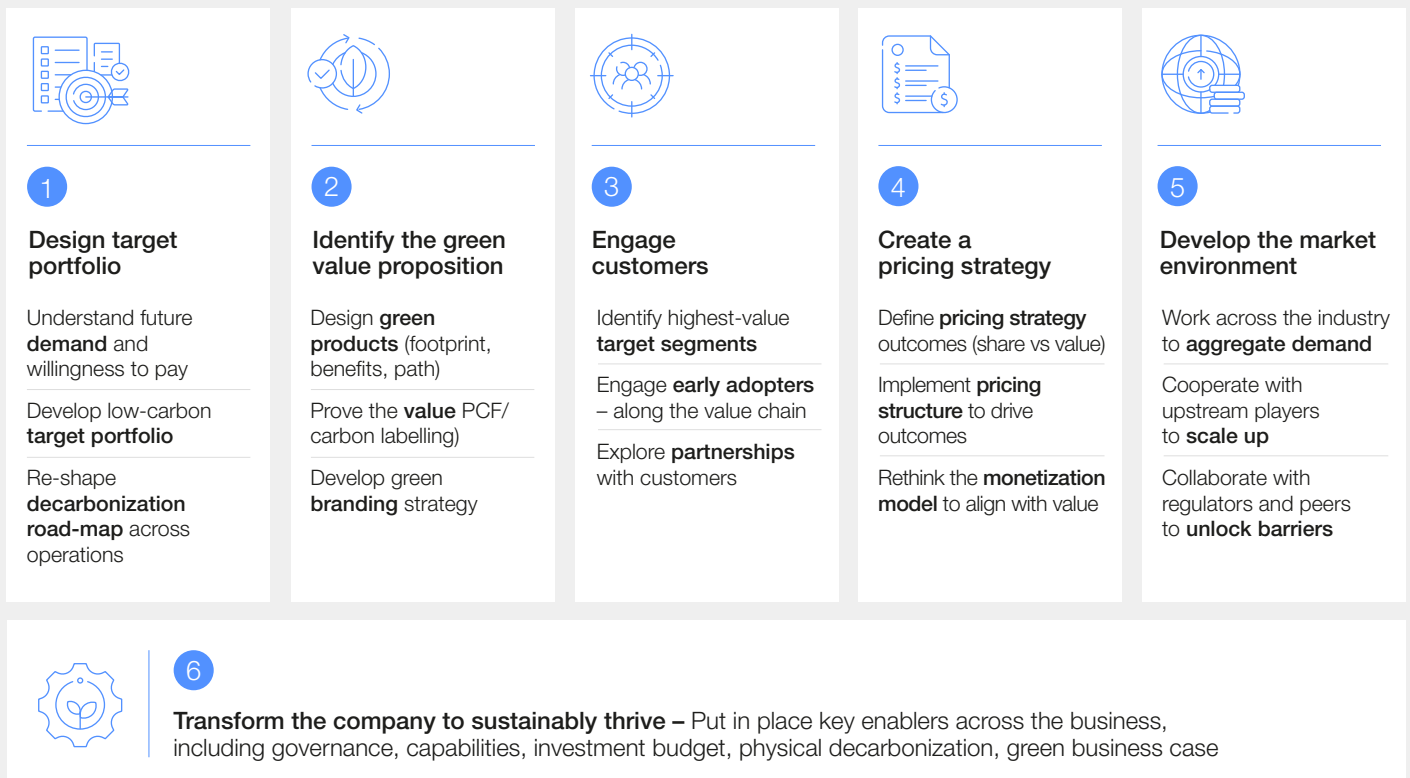 1
Design target
portfolio
Understand future
demand and
willingness to pay
Develop low-carbon
target portfolio
Re-shape
decarbonization
road-map across
operations
2
Identify the green
value proposition
Design green
products (footprint,
benefits, path)
Prove the value PCF/
carbon labelling)
Develop green
branding strategy
3
Engage
customers
Identify highest-value
target segments
Engage early adopters
– along the value chain
Explore partnerships
with customers
$
$
$
$
4
Create a
pricing strategy
Define pricing strategy
outcomes (share vs value)
Implement pricing
structure to drive
outcomes
Rethink the monetization
model to align with value
5
Develop the market
environment
Work across the industry
to aggregate demand
Cooperate with
upstream players
to scale up
Collaborate with
regulators and peers
to unlock barriers
6
Transform the company to sustainably thrive – Put in place key enablers across the business,
including governance, capabilities, investment budget, physical decarbonization, green business case